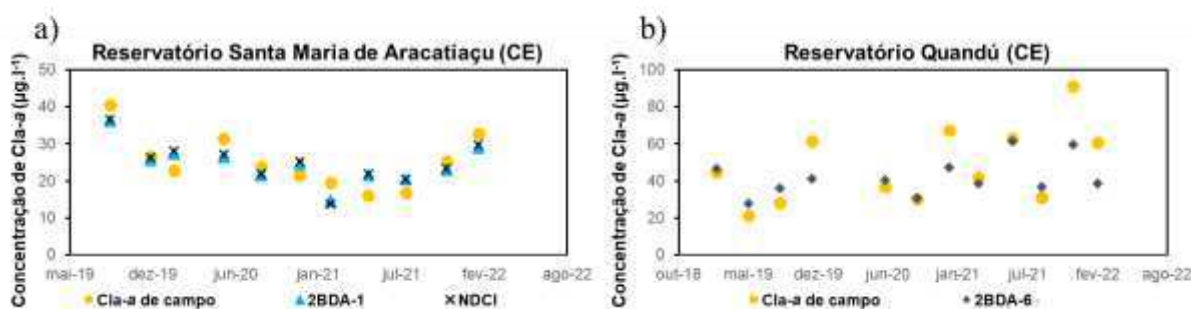 a)
Reservatório Santa Maria de Aracatiaçu (CE)
Concentração de Cla-a (µg.l⁻¹)
50
40
30
20
10
0
mai-19 dez-19 jun-20 jan-21 jul-21 fev-22 ago-22
Cla-a de campo 2BDA-1 NDCI
b)
Reservatório Quandú (CE)
Concentração de Cla-a (µg.l⁻¹)
100
80
60
40
20
0
out-18 mai-19 dez-19 jun-20 jan-21 jul-21 fev-22 ago-22
Cla-a de campo 2BDA-6